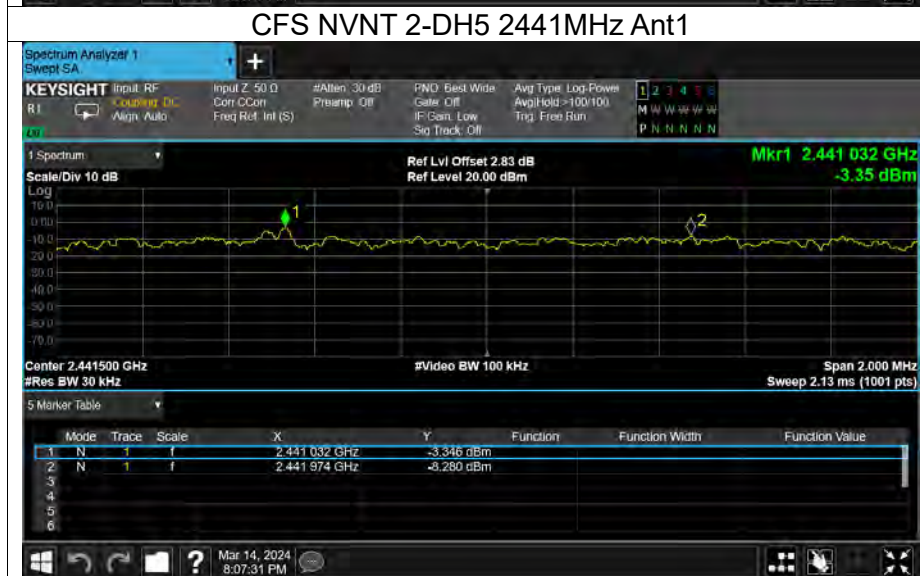 CFS NVNT 2-DH5 2441MHz Ant1
Spectrum Analyzer 1
Swept SA
+
KEYSIGHT Input: RF Input Z: 50 Ω #Atten: 30 dB PNO: Best Wide Avg Type: Log-Power 1 2 3 4 5 6
R L Coupling: DC Corr CCorr Preamp: Off Gate: Off Avg|Hold:>100/100 M W W W W W
Align: Auto Freq Ref: Int (S) IF Gain: Low Trig: Free Run
Sig Track: Off P N N N N N
1 Spectrum Ref Lvl Offset 2.83 dB Mkr1 2.441 032 GHz
Scale/Div 10 dB Ref Level 20.00 dBm -3.35 dBm
Log
10.0
0.00
-10.0
-20.0
-30.0
-40.0
-50.0
-60.0
-70.0
1
2
Center 2.441500 GHz #Video BW 100 kHz Span 2.000 MHz
#Res BW 30 kHz Sweep 2.13 ms (1001 pts)
5 Marker Table
Mode Trace Scale X Y Function Function Width Function Value
1 N 1 f 2.441 032 GHz -3.346 dBm
2 N 1 f 2.441 974 GHz -8.280 dBm
3
4
5
6
? Mar 14, 2024
8:07:31 PM